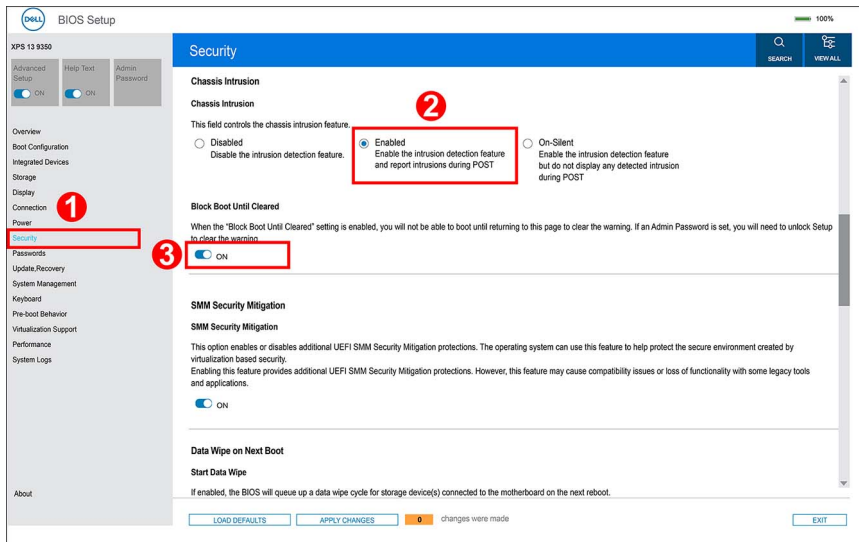 DELL
BIOS Setup
100%
XPS 13 9350
Advanced
Setup
ON
Help Text
ON
Admin
Password
Security
SEARCH
VIEW ALL
Overview
Boot Configuration
Integrated Devices
Storage
Display
Connection
Power
Security
Passwords
Update,Recovery
System Management
Keyboard
Pre-boot Behavior
Virtualization Support
Performance
System Logs
About
1
Chassis Intrusion
Chassis Intrusion
2
This field controls the chassis intrusion feature.
Disabled
Disable the intrusion detection feature.
Enabled
Enable the intrusion detection feature
and report intrusions during POST
On-Silent
Enable the intrusion detection feature
but do not display any detected intrusion
during POST
Block Boot Until Cleared
When the "Block Boot Until Cleared" setting is enabled, you will not be able to boot until returning to this page to clear the warning. If an Admin Password is set, you will need to unlock Setup
to clear the warning.
3
ON
SMM Security Mitigation
SMM Security Mitigation
This option enables or disables additional UEFI SMM Security Mitigation protections. The operating system can use this feature to help protect the secure environment created by
virtualization based security.
Enabling this feature provides additional UEFI SMM Security Mitigation protections. However, this feature may cause compatibility issues or loss of functionality with some legacy tools
and applications.
ON
Data Wipe on Next Boot
Start Data Wipe
If enabled, the BIOS will queue up a data wipe cycle for storage device(s) connected to the motherboard on the next reboot.
LOAD DEFAULTS
APPLY CHANGES
0
changes were made
EXIT